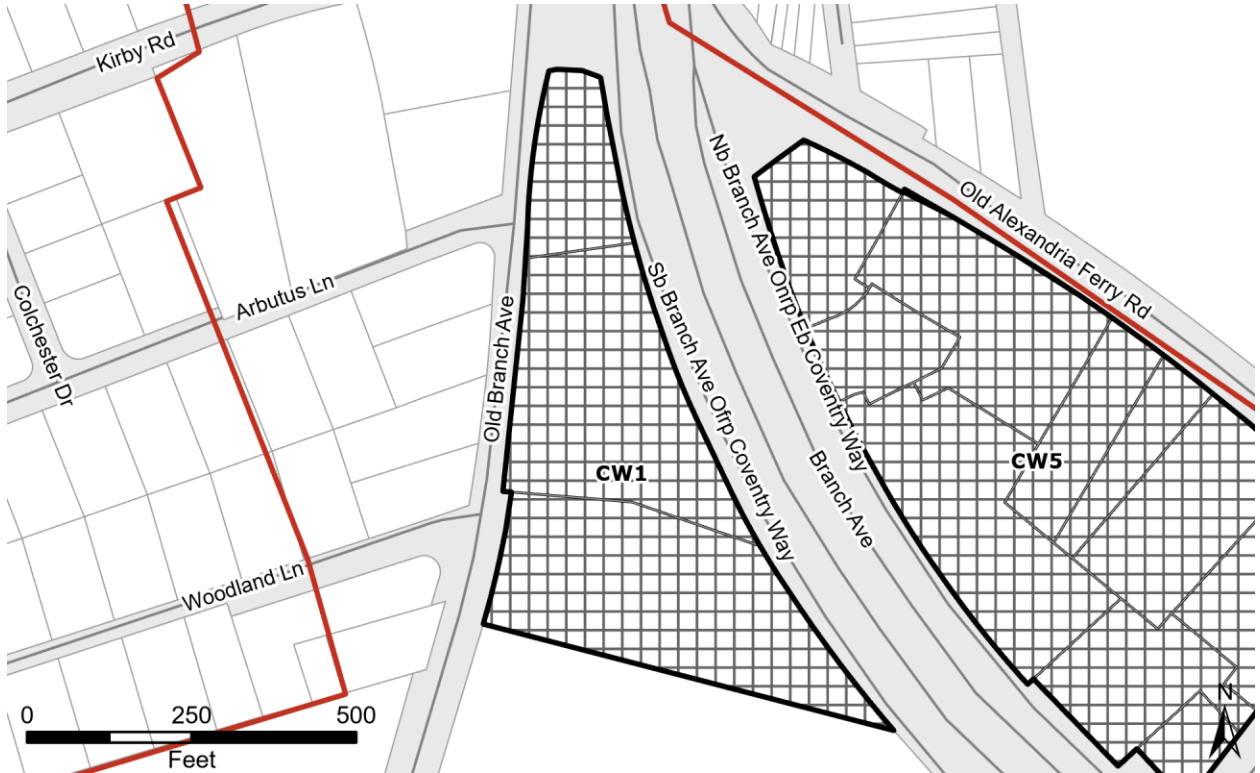 Kirby Rd
Nb Branch Ave Onrp Eb Coventry Way
Old Alexandria Ferry Rd
Arbutus Ln
Colchester Dr
Old Branch Ave
Sb Branch Ave Ofrp Coventry Way
Branch Ave
CW1
CW5
Woodland Ln
N
0 250 500
Feet